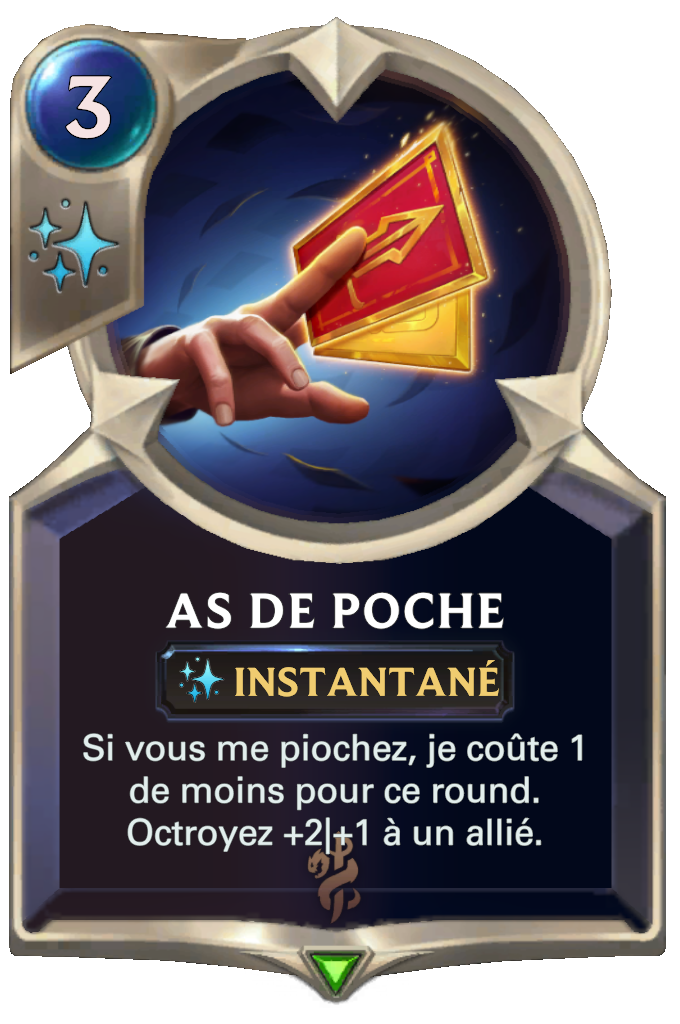 3
AS DE POCHE
INSTANTANÉ
Si vous me piochez, je coûte 1
de moins pour ce round.
Octroyez +2|+1 à un allié.